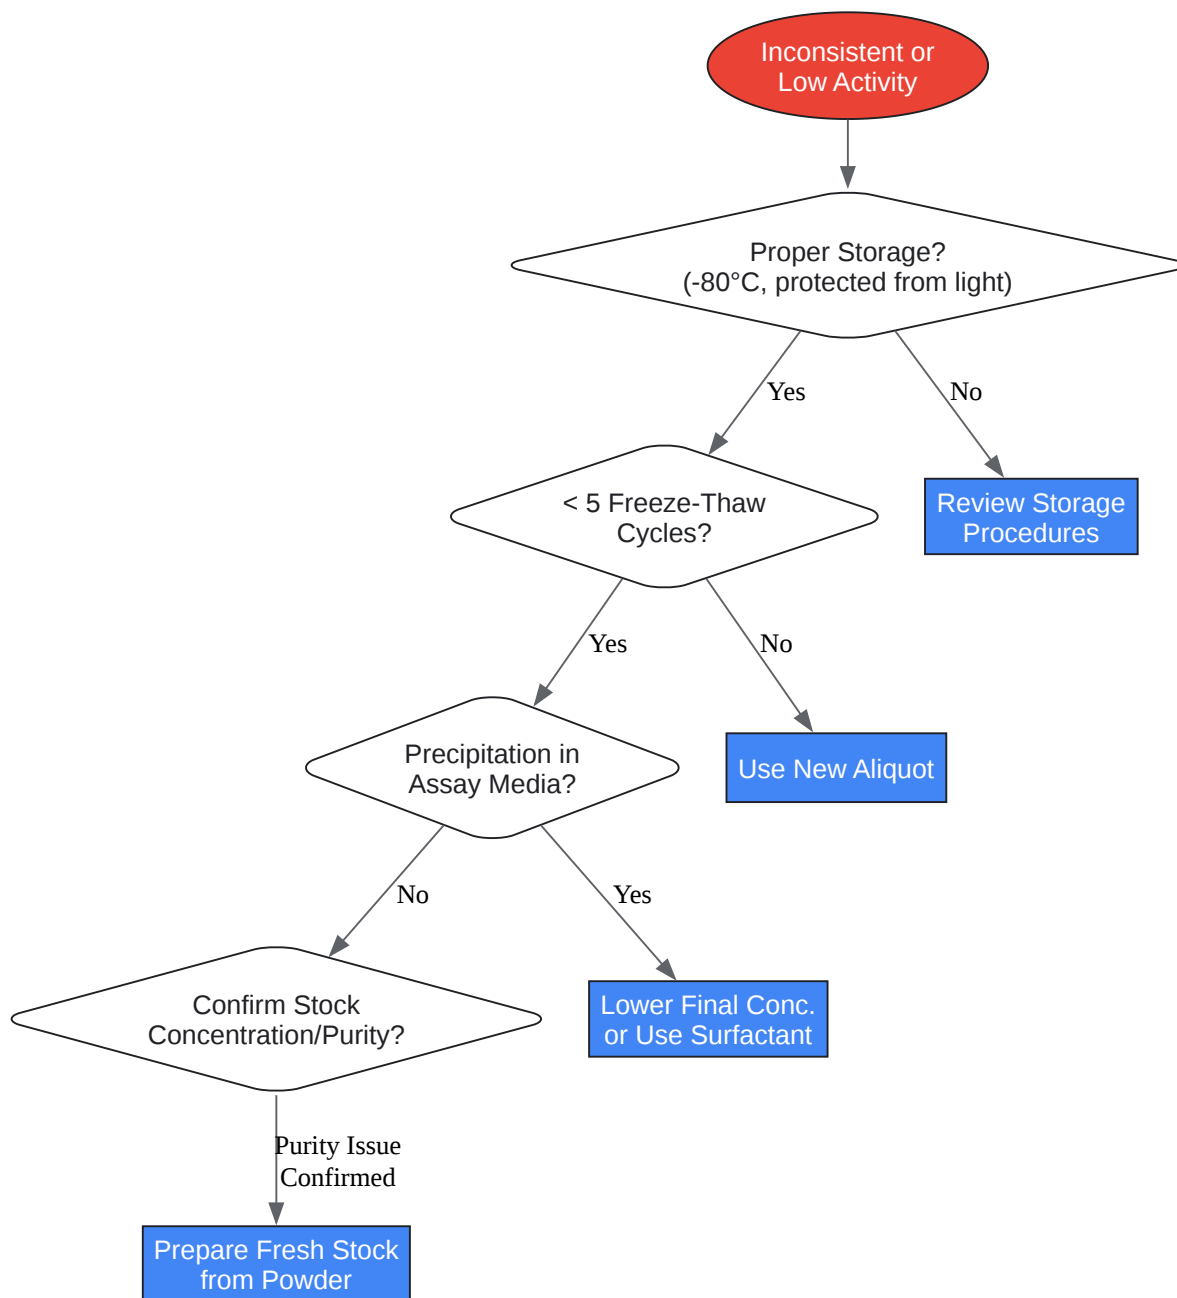 Inconsistent or
Low Activity
Proper Storage?
(-80°C, protected from light)
Yes
No
< 5 Freeze-Thaw
Cycles?
Review Storage
Procedures
Yes
No
Precipitation in
Assay Media?
Use New Aliquot
No
Yes
Confirm Stock
Concentration/Purity?
Lower Final Conc.
or Use Surfactant
Purity Issue
Confirmed
Prepare Fresh Stock
from Powder